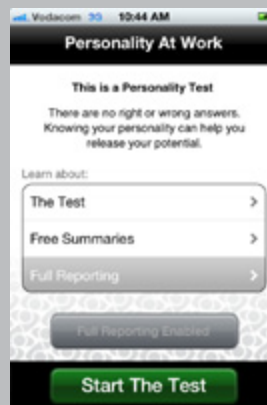 Vodacom 3G 10:44 AM
Personality At Work
This is a Personality Test
There are no right or wrong answers.
Knowing your personality can help you
release your potential.
Learn about:
The Test
Free Summaries
Full Reporting
Full Reporting Enabled
Start The Test